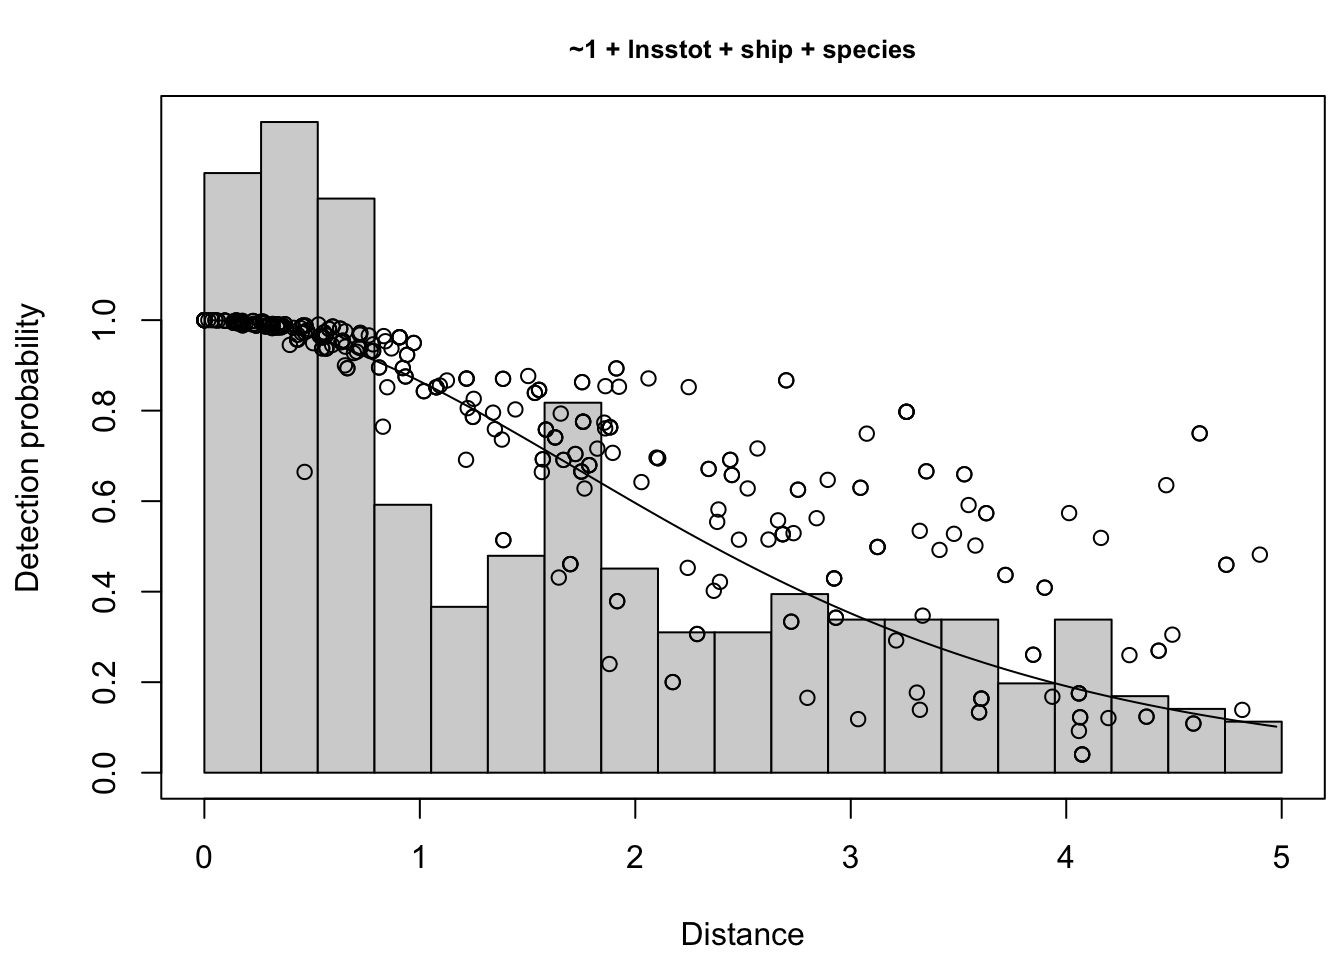 ~1 + lnsstot + ship + species
Detection probability
1.0
0.8
0.6
0.4
0.2
0.0
0 1 2 3 4 5
Distance